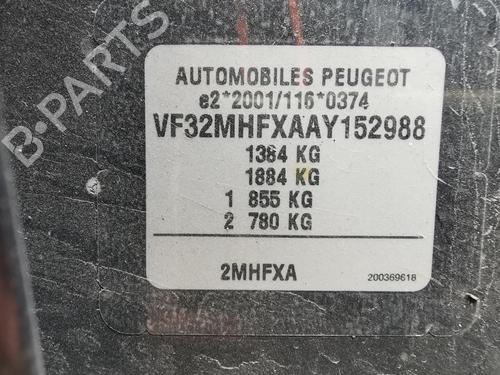 B-PARTS
AUTOMOBILES PEUGEOT
e2*2001/116*0374
VF32MHFXAAY152988
1384 KG
1884 KG
1 855 KG
2 780 KG
2MHFXA 200369618